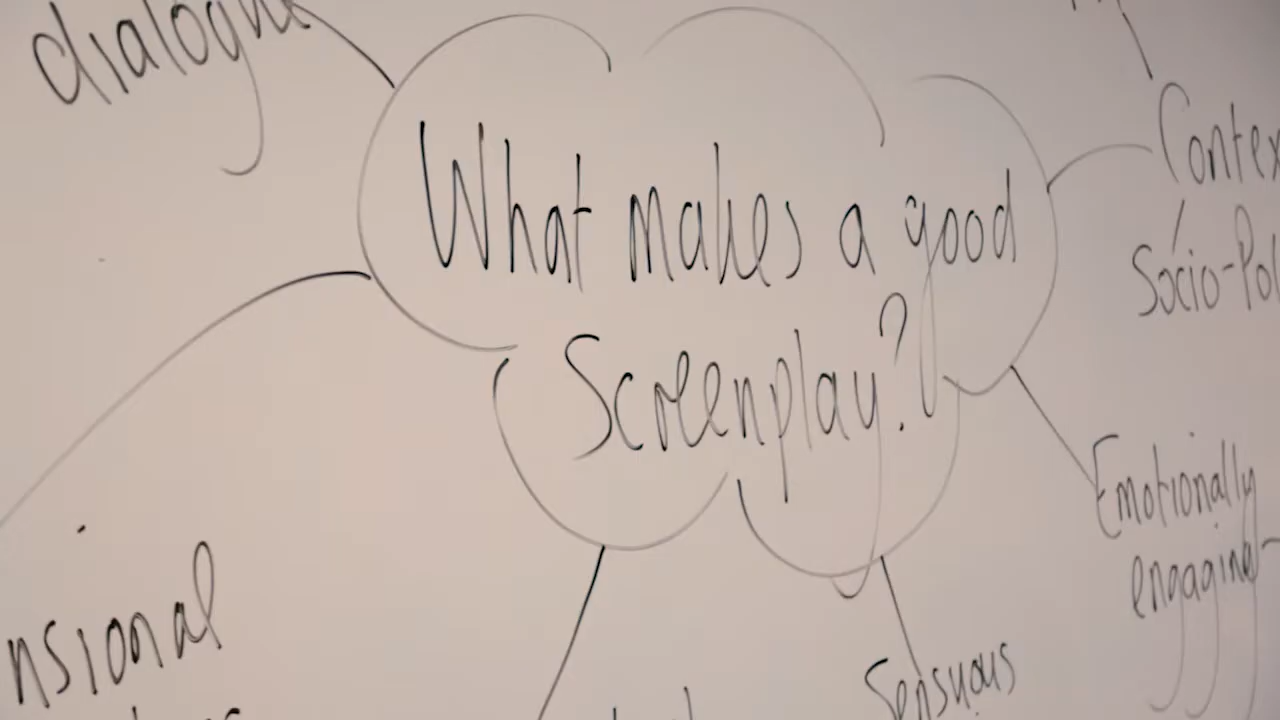 dialogue
What makes a good
Screenplay?
Contex
Socio-Pol
Emotionally
engaging
nsional
Sensuous